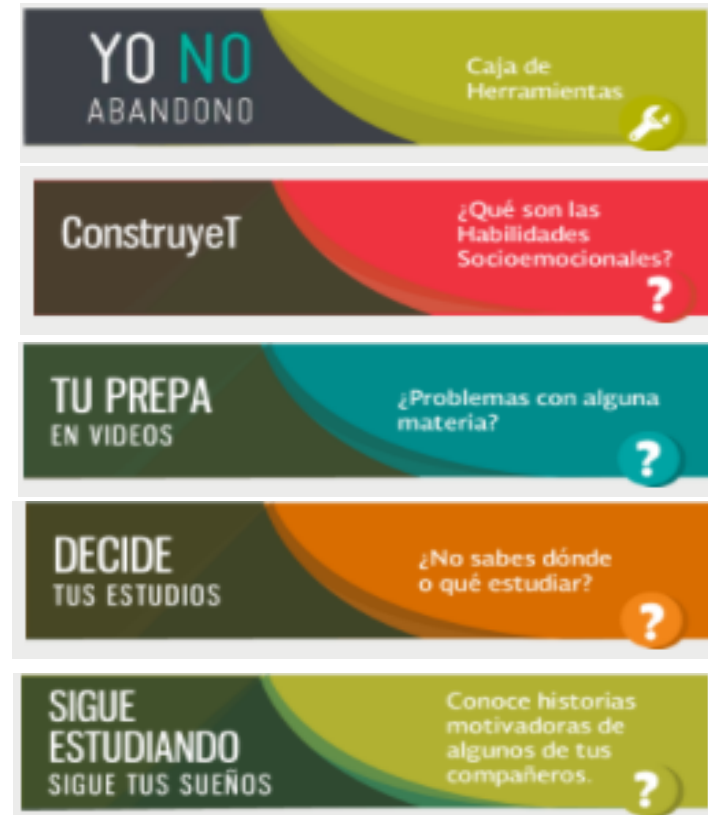 YO NO
ABANDONO
Caja de
Herramientas
ConstruyeT
¿Qué son las
Habilidades
Socioemocionales?
?
TU PREPA
EN VIDEOS
¿Problemas con alguna
materia?
?
DECIDE
TUS ESTUDIOS
¿No sabes dónde
o qué estudiar?
?
SIGUE
ESTUDIANDO
SIGUE TUS SUEÑOS
Conoce historias
motivadoras de
algunos de tus
compañeros.
?